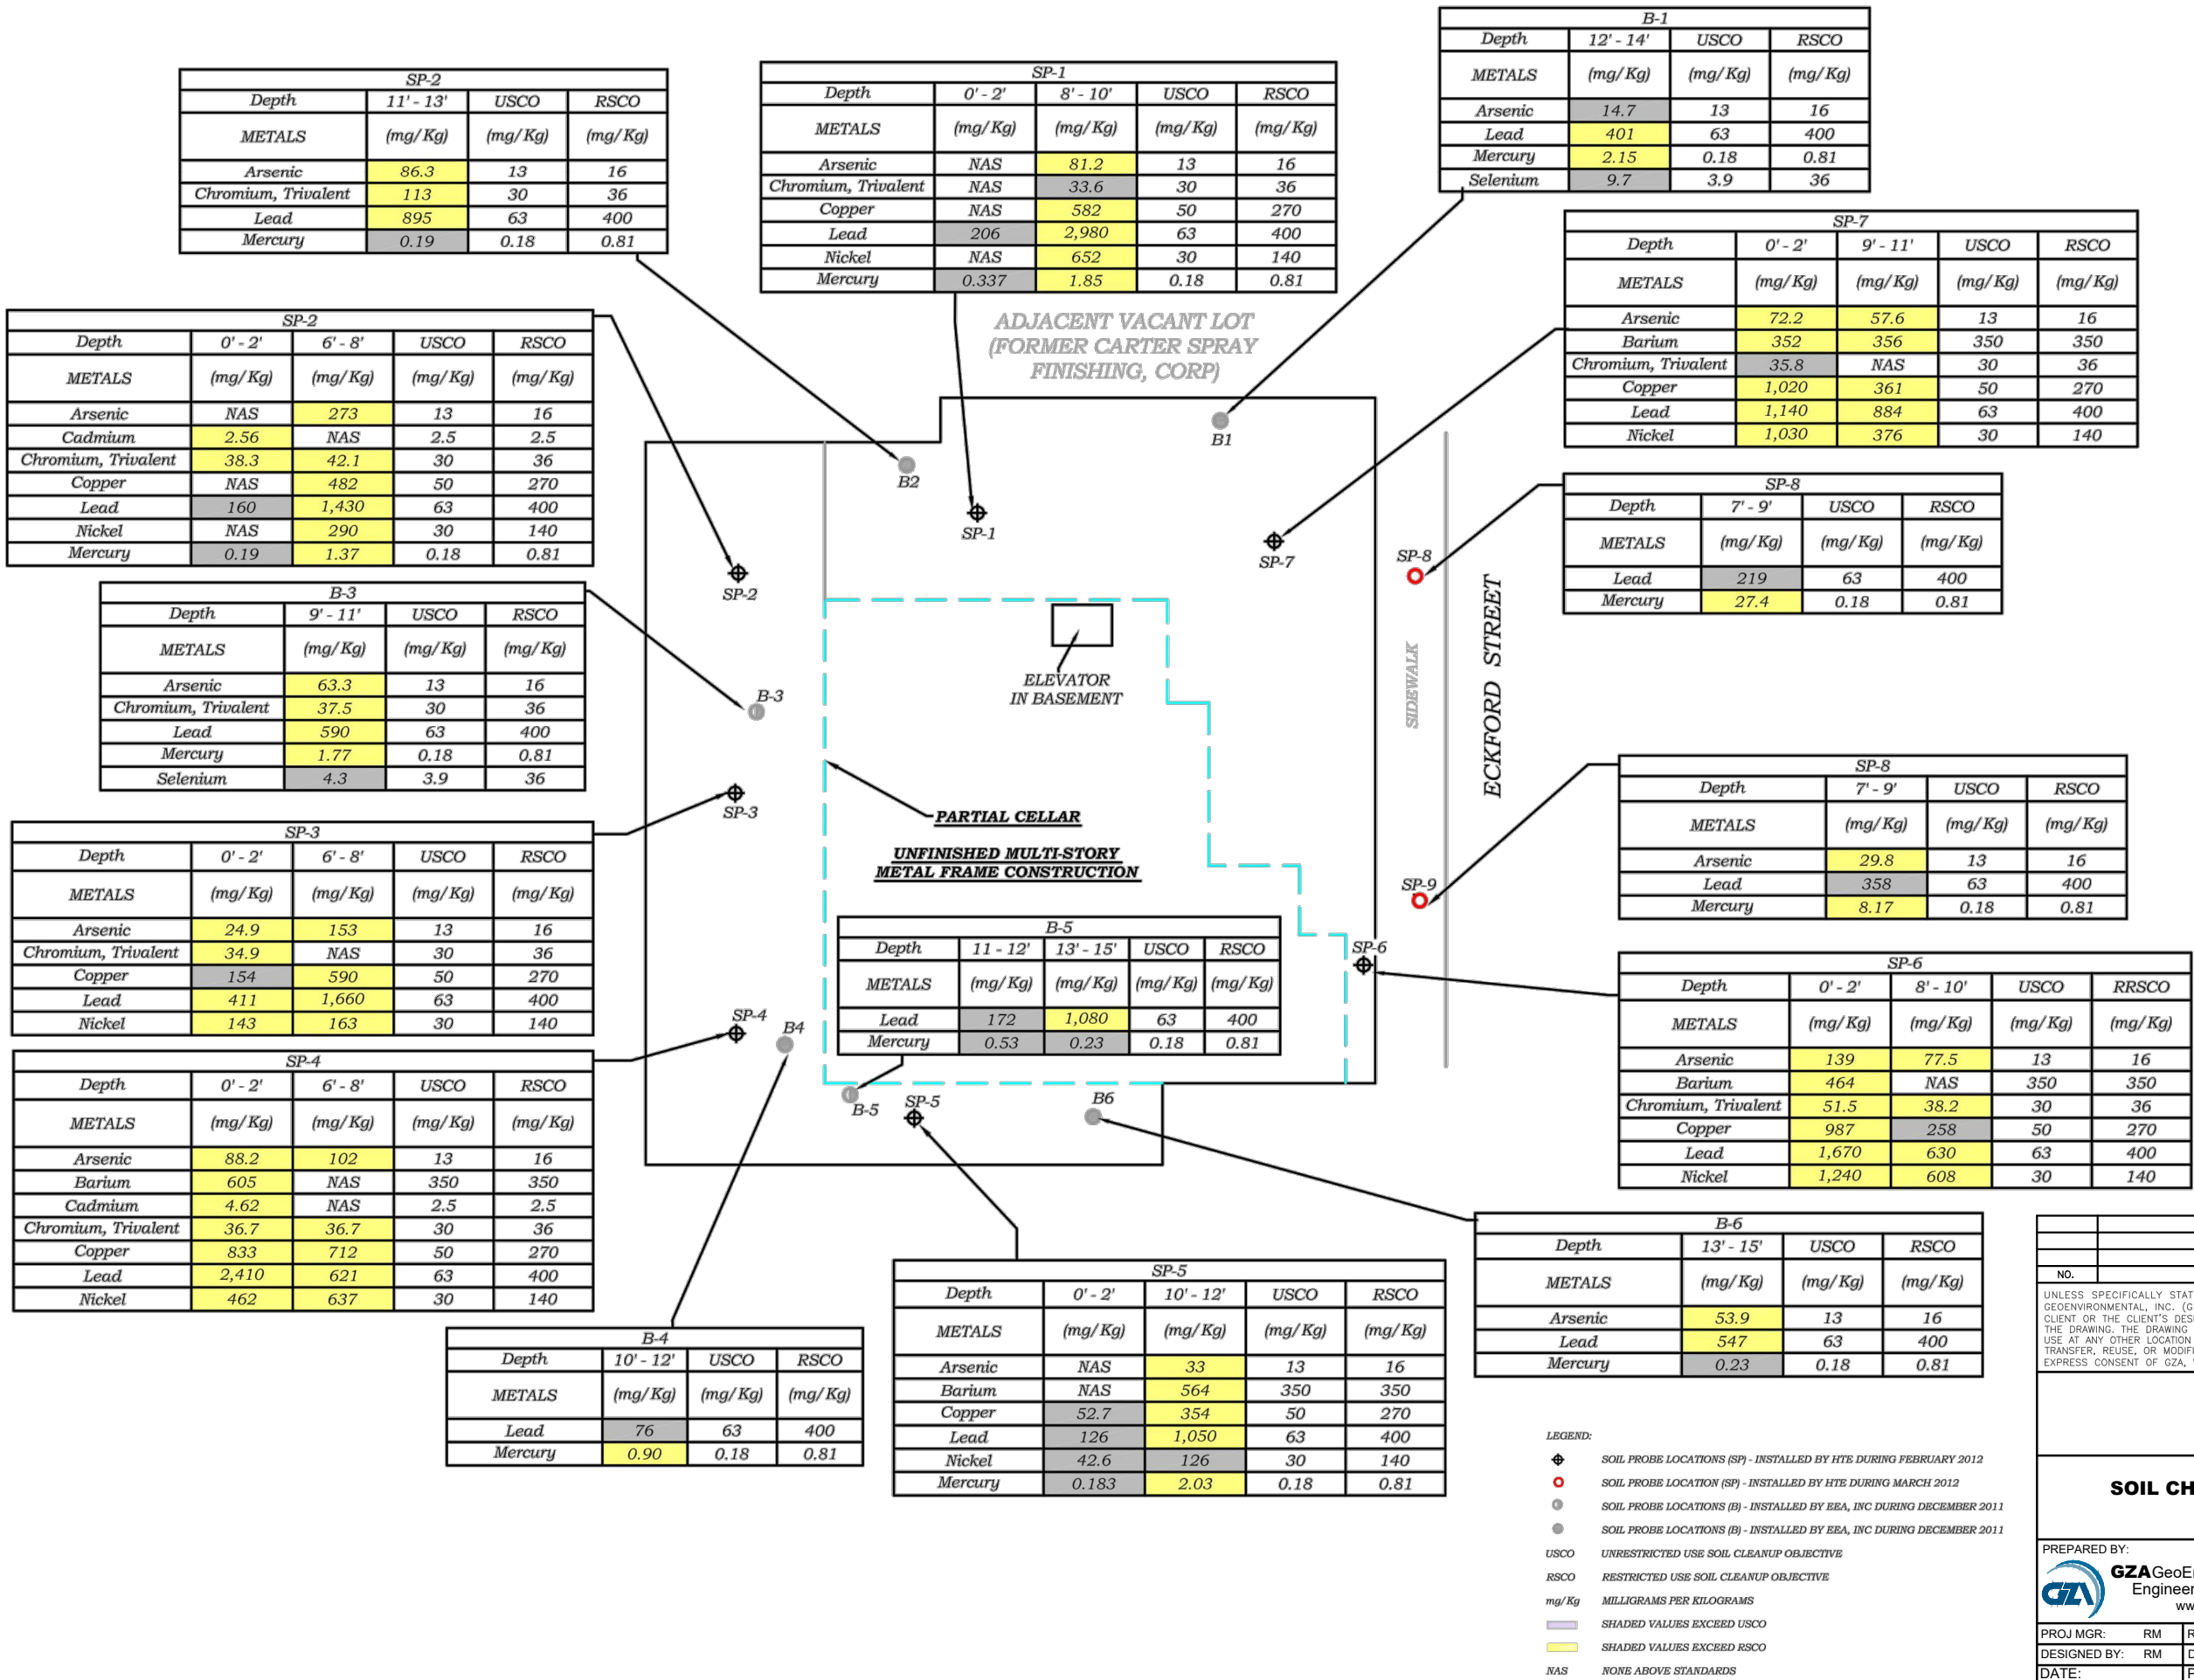 B-1
Depth 12' - 14' USCO RSCO
METALS (mg/Kg) (mg/Kg) (mg/Kg)
Arsenic 14.7 13 16
Lead 401 63 400
Mercury 2.15 0.18 0.81
Selenium 9.7 3.9 36
SP-2
Depth 11' - 13' USCO RSCO
METALS (mg/Kg) (mg/Kg) (mg/Kg)
Arsenic 86.3 13 16
Chromium, Trivalent 113 30 36
Lead 895 63 400
Mercury 0.19 0.18 0.81
SP-1
Depth 0' - 2' 8' - 10' USCO RSCO
METALS (mg/Kg) (mg/Kg) (mg/Kg) (mg/Kg)
Arsenic NAS 81.2 13 16
Chromium, Trivalent NAS 33.6 30 36
Copper NAS 582 50 270
Lead 206 2,980 63 400
Nickel NAS 652 30 140
Mercury 0.337 1.85 0.18 0.81
SP-7
Depth 0' - 2' 9' - 11' USCO RSCO
METALS (mg/Kg) (mg/Kg) (mg/Kg) (mg/Kg)
Arsenic 72.2 57.6 13 16
Barium 352 356 350 350
Chromium, Trivalent 35.8 NAS 30 36
Copper 1,020 361 50 270
Lead 1,140 884 63 400
Nickel 1,030 376 30 140
SP-2
Depth 0' - 2' 6' - 8' USCO RSCO
METALS (mg/Kg) (mg/Kg) (mg/Kg) (mg/Kg)
Arsenic NAS 273 13 16
Cadmium 2.56 NAS 2.5 2.5
Chromium, Trivalent 38.3 42.1 30 36
Copper NAS 482 50 270
Lead 160 1,430 63 400
Nickel NAS 290 30 140
Mercury 0.19 1.37 0.18 0.81
ADJACENT VACANT LOT
(FORMER CARTER SPRAY
FINISHING, CORP)
B1
B2
SP-1
SP-7
SP-8
SP-2
SP-8
Depth 7' - 9' USCO RSCO
METALS (mg/Kg) (mg/Kg) (mg/Kg)
Lead 219 63 400
Mercury 27.4 0.18 0.81
B-3
Depth 9' - 11' USCO RSCO
METALS (mg/Kg) (mg/Kg) (mg/Kg)
Arsenic 63.3 13 16
Chromium, Trivalent 37.5 30 36
Lead 590 63 400
Mercury 1.77 0.18 0.81
Selenium 4.3 3.9 36
B-3
ELEVATOR
IN BASEMENT
SIDEWALK
ECKFORD STREET
SP-3
PARTIAL CELLAR
UNFINISHED MULTI-STORY
METAL FRAME CONSTRUCTION
SP-8
Depth 7' - 9' USCO RSCO
METALS (mg/Kg) (mg/Kg) (mg/Kg)
Arsenic 29.8 13 16
Lead 358 63 400
Mercury 8.17 0.18 0.81
SP-9
SP-3
Depth 0' - 2' 6' - 8' USCO RSCO
METALS (mg/Kg) (mg/Kg) (mg/Kg) (mg/Kg)
Arsenic 24.9 153 13 16
Chromium, Trivalent 34.9 NAS 30 36
Copper 154 590 50 270
Lead 411 1,660 63 400
Nickel 143 163 30 140
B-5
Depth 11 - 12' 13' - 15' USCO RSCO
METALS (mg/Kg) (mg/Kg) (mg/Kg) (mg/Kg)
Lead 172 1,080 63 400
Mercury 0.53 0.23 0.18 0.81
SP-6
SP-6
Depth 0' - 2' 8' - 10' USCO RRSCO
METALS (mg/Kg) (mg/Kg) (mg/Kg) (mg/Kg)
Arsenic 139 77.5 13 16
Barium 464 NAS 350 350
Chromium, Trivalent 51.5 38.2 30 36
Copper 987 258 50 270
Lead 1,670 630 63 400
Nickel 1,240 608 30 140
SP-4
B4
SP-4
Depth 0' - 2' 6' - 8' USCO RSCO
METALS (mg/Kg) (mg/Kg) (mg/Kg) (mg/Kg)
Arsenic 88.2 102 13 16
Barium 605 NAS 350 350
Cadmium 4.62 NAS 2.5 2.5
Chromium, Trivalent 36.7 36.7 30 36
Copper 833 712 50 270
Lead 2,410 621 63 400
Nickel 462 637 30 140
B-5
SP-5
B6
B-6
Depth 13' - 15' USCO RSCO
METALS (mg/Kg) (mg/Kg) (mg/Kg)
Arsenic 53.9 13 16
Lead 547 63 400
Mercury 0.23 0.18 0.81
SP-5
Depth 0' - 2' 10' - 12' USCO RSCO
METALS (mg/Kg) (mg/Kg) (mg/Kg) (mg/Kg)
Arsenic NAS 33 13 16
Barium NAS 564 350 350
Copper 52.7 354 50 270
Lead 126 1,050 63 400
Nickel 42.6 126 30 140
Mercury 0.183 2.03 0.18 0.81
B-4
Depth 10' - 12' USCO RSCO
METALS (mg/Kg) (mg/Kg) (mg/Kg)
Lead 76 63 400
Mercury 0.90 0.18 0.81
LEGEND:
SOIL PROBE LOCATIONS (SP) - INSTALLED BY HTE DURING FEBRUARY 2012
SOIL PROBE LOCATION (SP) - INSTALLED BY HTE DURING MARCH 2012
SOIL PROBE LOCATIONS (B) - INSTALLED BY EEA, INC DURING DECEMBER 2011
SOIL PROBE LOCATIONS (B) - INSTALLED BY EEA, INC DURING DECEMBER 2011
USCO UNRESTRICTED USE SOIL CLEANUP OBJECTIVE
RSCO RESTRICTED USE SOIL CLEANUP OBJECTIVE
mg/Kg MILLIGRAMS PER KILOGRAMS
SHADED VALUES EXCEED USCO
SHADED VALUES EXCEED RSCO
NAS NONE ABOVE STANDARDS
NO.
UNLESS SPECIFICALLY STAT
GEOENVIRONMENTAL, INC. (G
CLIENT OR THE CLIENT'S DES
THE DRAWING. THE DRAWING
USE AT ANY OTHER LOCATION
TRANSFER, REUSE, OR MODIF
EXPRESS CONSENT OF GZA,
SOIL CH
PREPARED BY:
GZA GZAGeoE
Enginee
ww
PROJ MGR: RM R
DESIGNED BY: RM D
DATE: